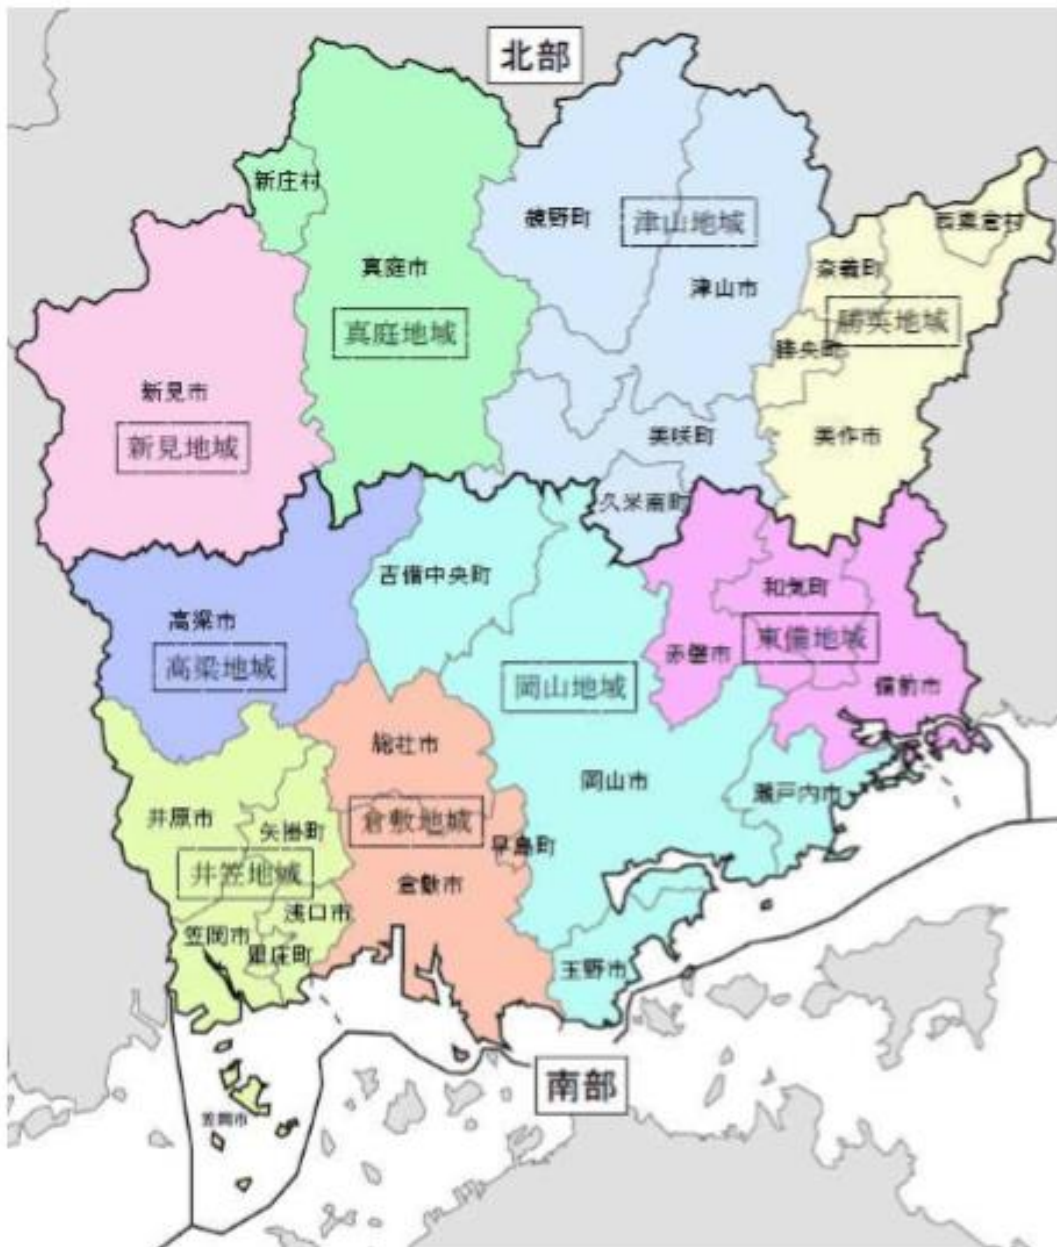 北部
新庄村
鏡野町
津山地域
西粟倉村
真庭市
奈義町
津山市
真庭地域
勝英地域
勝央町
新見市
美咲町
美作市
新見地域
久米南町
吉備中央町
和気町
高梁市
東備地域
赤磐市
高梁地域
岡山地域
備前市
総社市
岡山市
瀬戸内市
井原市
矢掛町
倉敷地域
早島町
井笠地域
倉敷市
浅口市
笠岡市
里庄町
玉野市
南部
笠岡市